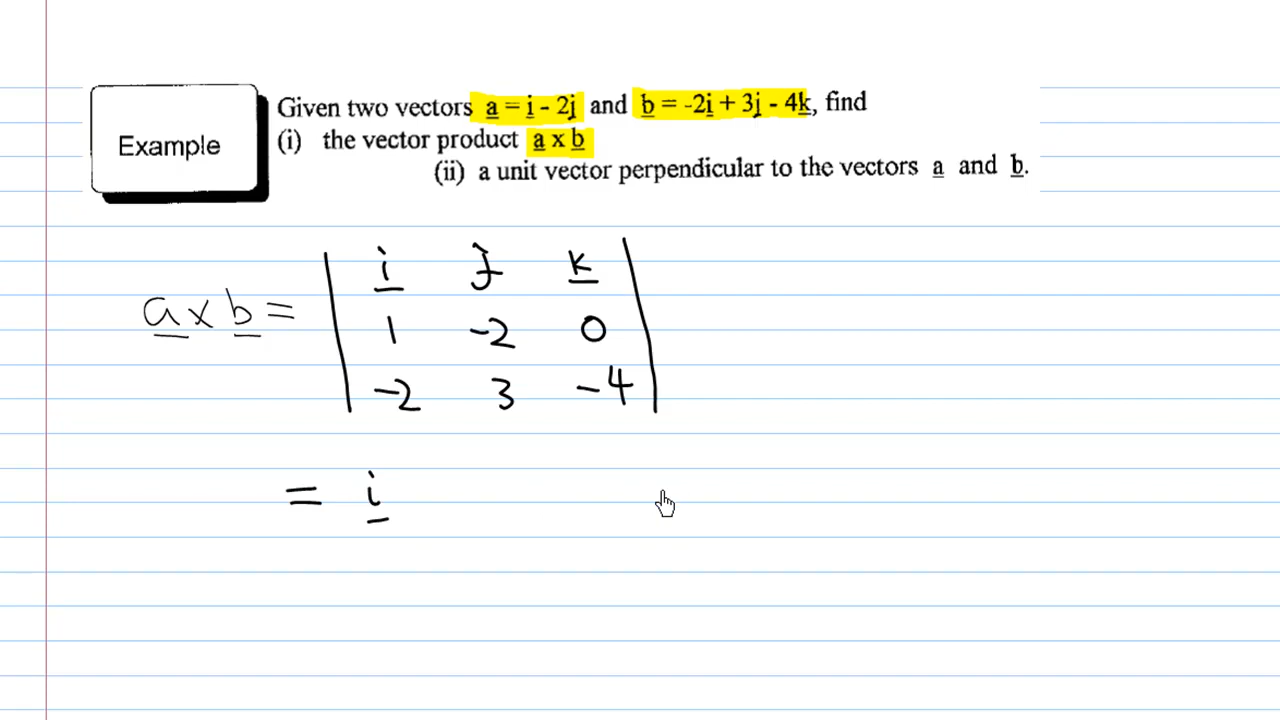 Example
Given two vectors a = i - 2j and b = -2i + 3j - 4k, find
(i) the vector product a x b
(ii) a unit vector perpendicular to the vectors a and b.
a x b = | i j k |
| 1 -2 0 |
| -2 3 -4 |
= i